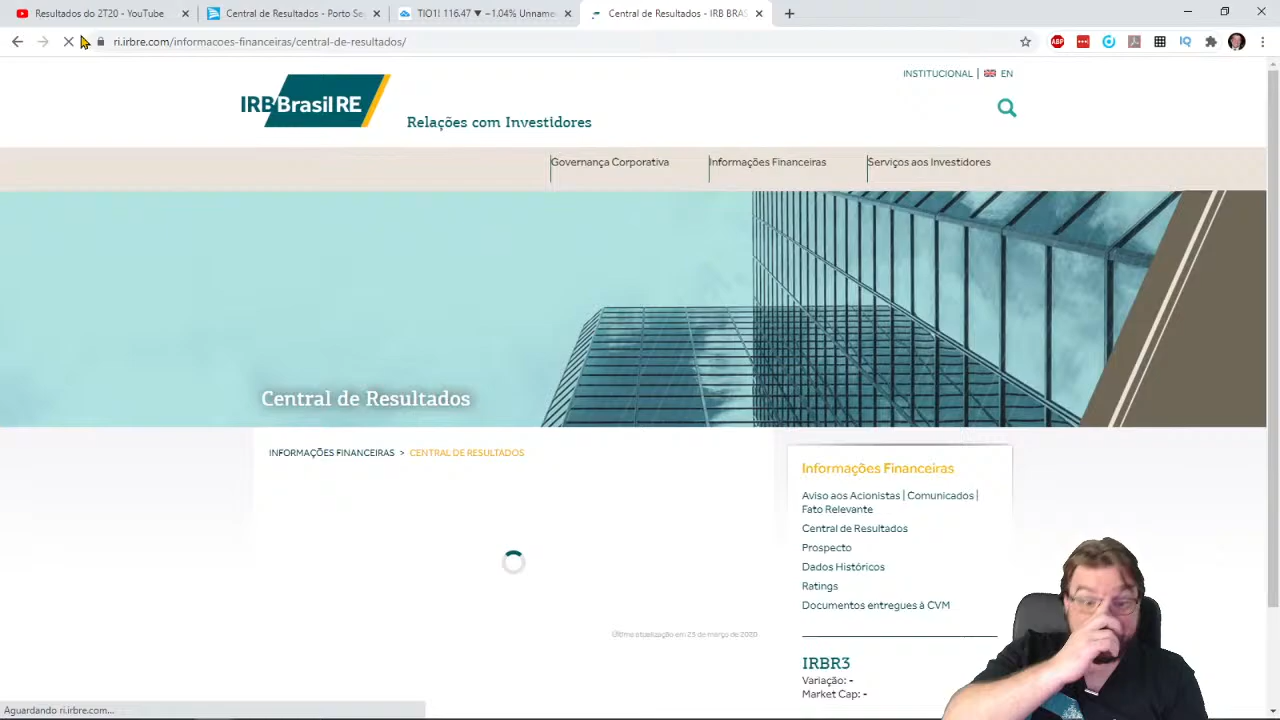 Resultados do 2T20 - YouTube
Central de Resultados - Porto Se
TIO1! 116.47 ▼ −1.04% Unnam
Central de Resultados - IRB BRAS
ri.irbre.com/informacoes-financeiras/central-de-resultados/
ABP
IQ
INSTITUCIONAL | EN
IRB Brasil RE
Relações com Investidores
Governança Corporativa
Informações Financeiras
Serviços aos Investidores
Central de Resultados
INFORMAÇÕES FINANCEIRAS > CENTRAL DE RESULTADOS
Informações Financeiras
Aviso aos Acionistas | Comunicados |
Fato Relevante
Central de Resultados
Prospecto
Dados Históricos
Ratings
Documentos entregues à CVM
Última atualização em 23 de março de 2020
IRBR3
Variação: -
Market Cap: -
Aguardando ri.irbre.com...